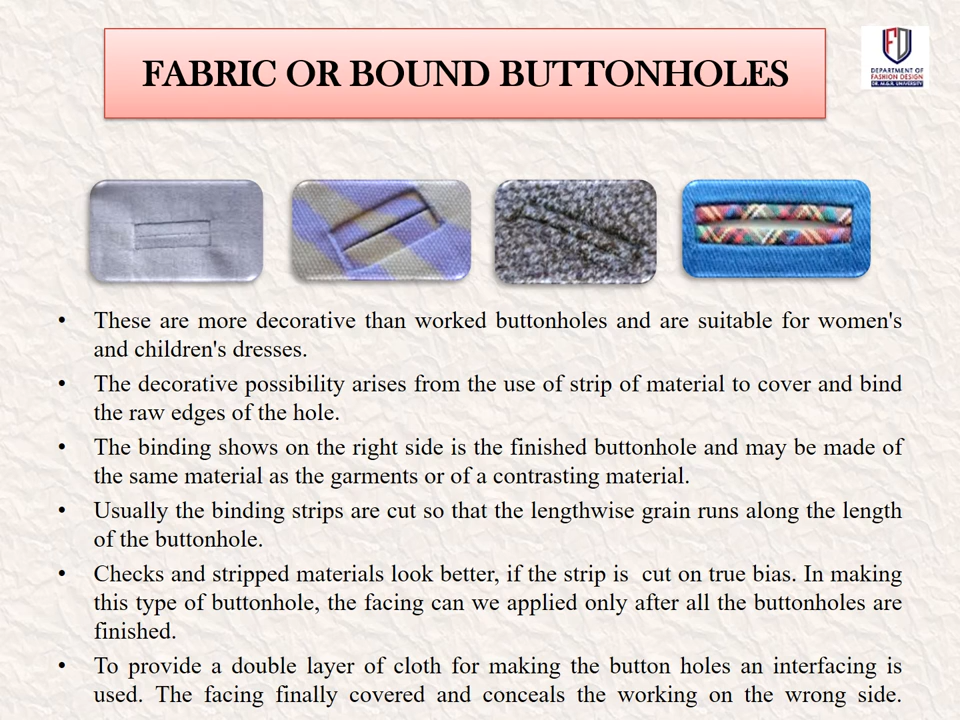 FABRIC OR BOUND BUTTONHOLES
FD
DEPARTMENT OF
FASHION DESIGN
DR. M.G.R. UNIVERSITY
• These are more decorative than worked buttonholes and are suitable for women's
and children's dresses.
• The decorative possibility arises from the use of strip of material to cover and bind
the raw edges of the hole.
• The binding shows on the right side is the finished buttonhole and may be made of
the same material as the garments or of a contrasting material.
• Usually the binding strips are cut so that the lengthwise grain runs along the length
of the buttonhole.
• Checks and stripped materials look better, if the strip is  cut on true bias. In making
this type of buttonhole, the facing can we applied only after all the buttonholes are
finished.
• To provide a double layer of cloth for making the button holes an interfacing is
used. The facing finally covered and conceals the working on the wrong side.